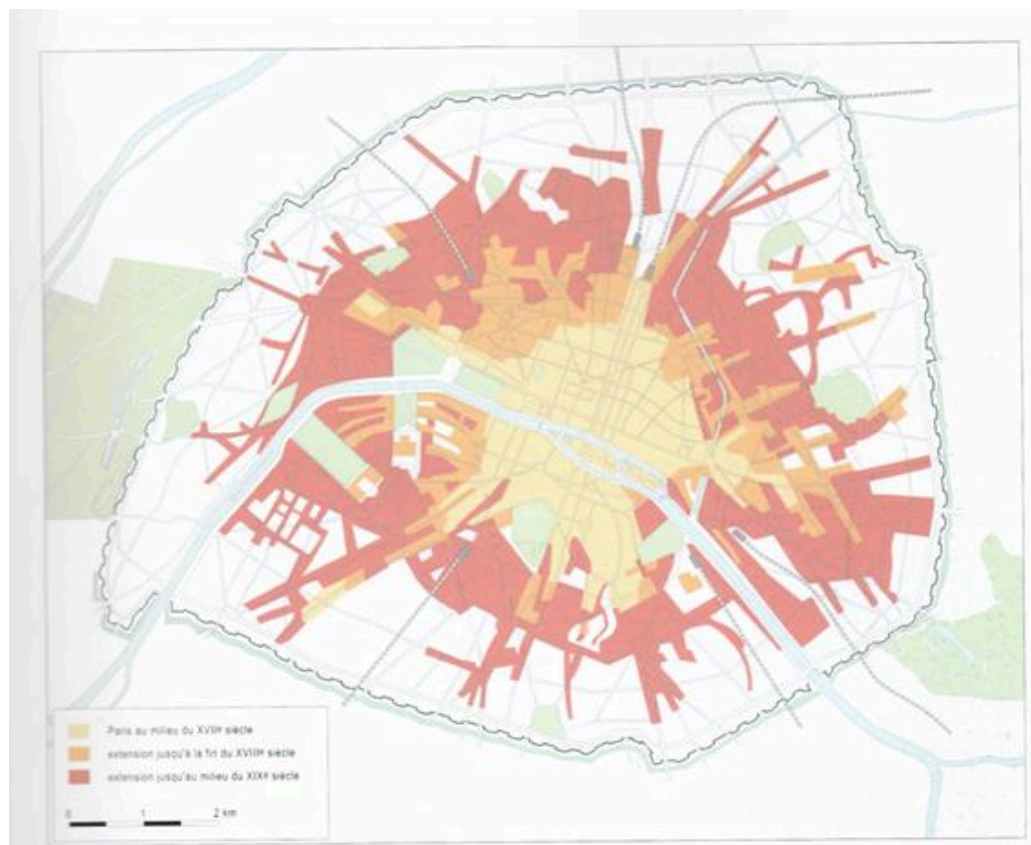 Paris au milieu du XVIIe siècle
extension jusqu'à la fin du XVIIIe siècle
extension jusqu'au milieu du XIXe siècle
0 1 2 km